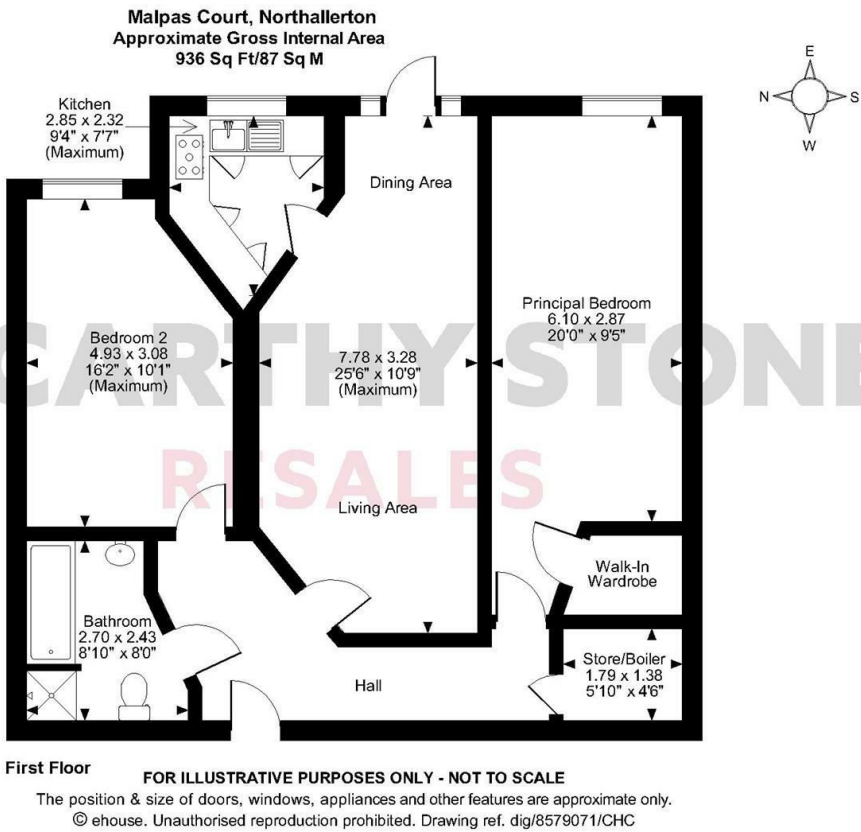 Malpas Court, Northallerton
Approximate Gross Internal Area
936 Sq Ft/87 Sq M
E
N
S
W
Kitchen
2.85 x 2.32
9'4" x 7'7"
(Maximum)
Dining Area
Principal Bedroom
6.10 x 2.87
20'0" x 9'5"
Bedroom 2
4.93 x 3.08
16'2" x 10'1"
(Maximum)
7.78 x 3.28
25'6" x 10'9"
(Maximum)
CARTHY STONE
RESALES
Living Area
Walk-In
Wardrobe
Bathroom
2.70 x 2.43
8'10" x 8'0"
Store/Boiler
1.79 x 1.38
5'10" x 4'6"
Hall
First Floor
FOR ILLUSTRATIVE PURPOSES ONLY - NOT TO SCALE
The position & size of doors, windows, appliances and other features are approximate only.
© ehouse. Unauthorised reproduction prohibited. Drawing ref. dig/8579071/CHC